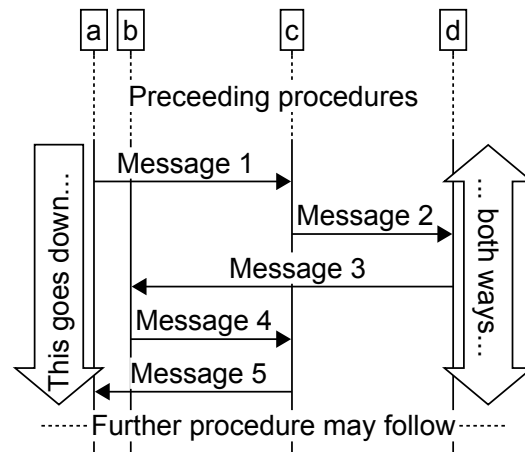 a b c d
Preceeding procedures
Message 1
Message 2
Message 3
Message 4
Message 5
This goes down...
... both ways...
Further procedure may follow